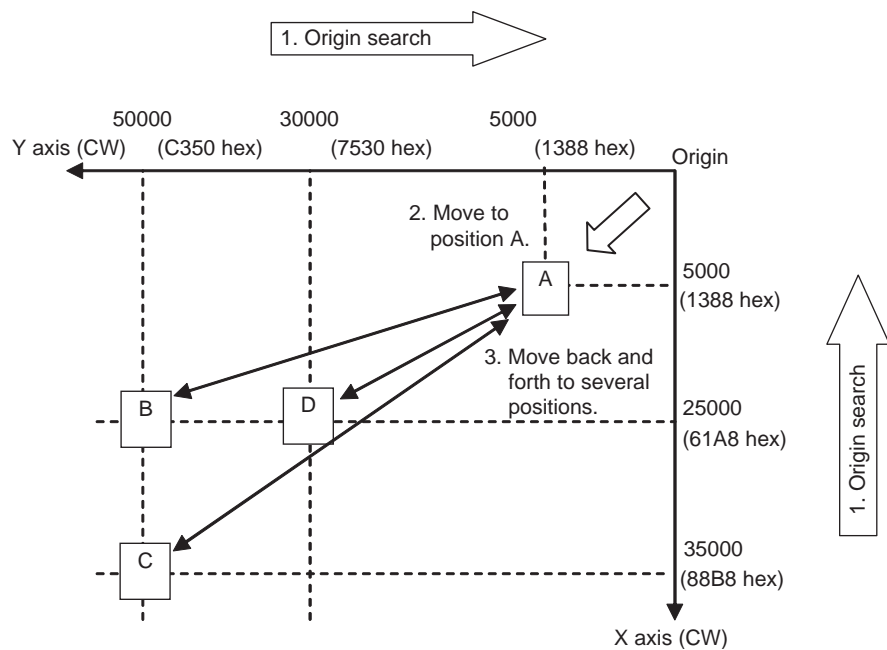 1. Origin search
50000 30000 5000
Y axis (CW) (C350 hex) (7530 hex) (1388 hex) Origin
2. Move to
position A.
A
5000
(1388 hex)
3. Move back and
forth to several
positions.
B
D
25000
(61A8 hex)
1. Origin search
C
35000
(88B8 hex)
X axis (CW)